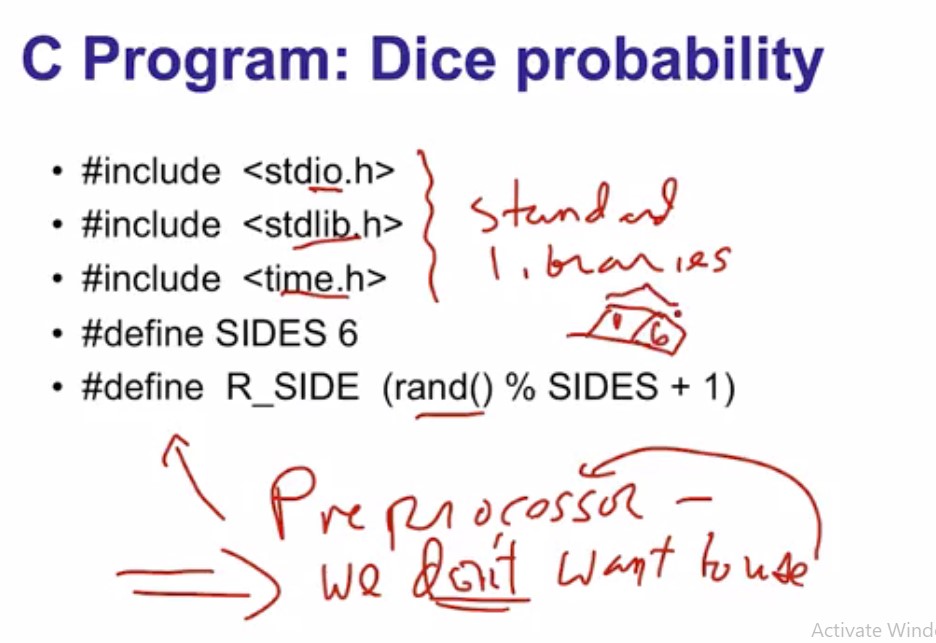 C Program: Dice probability
• #include <stdio.h>
• #include <stdlib.h>
• #include <time.h>
standard
libraries
1 6
• #define SIDES 6
• #define R_SIDE (rand() % SIDES + 1)
Preprocessor –
we don't want to use
Activate Wind